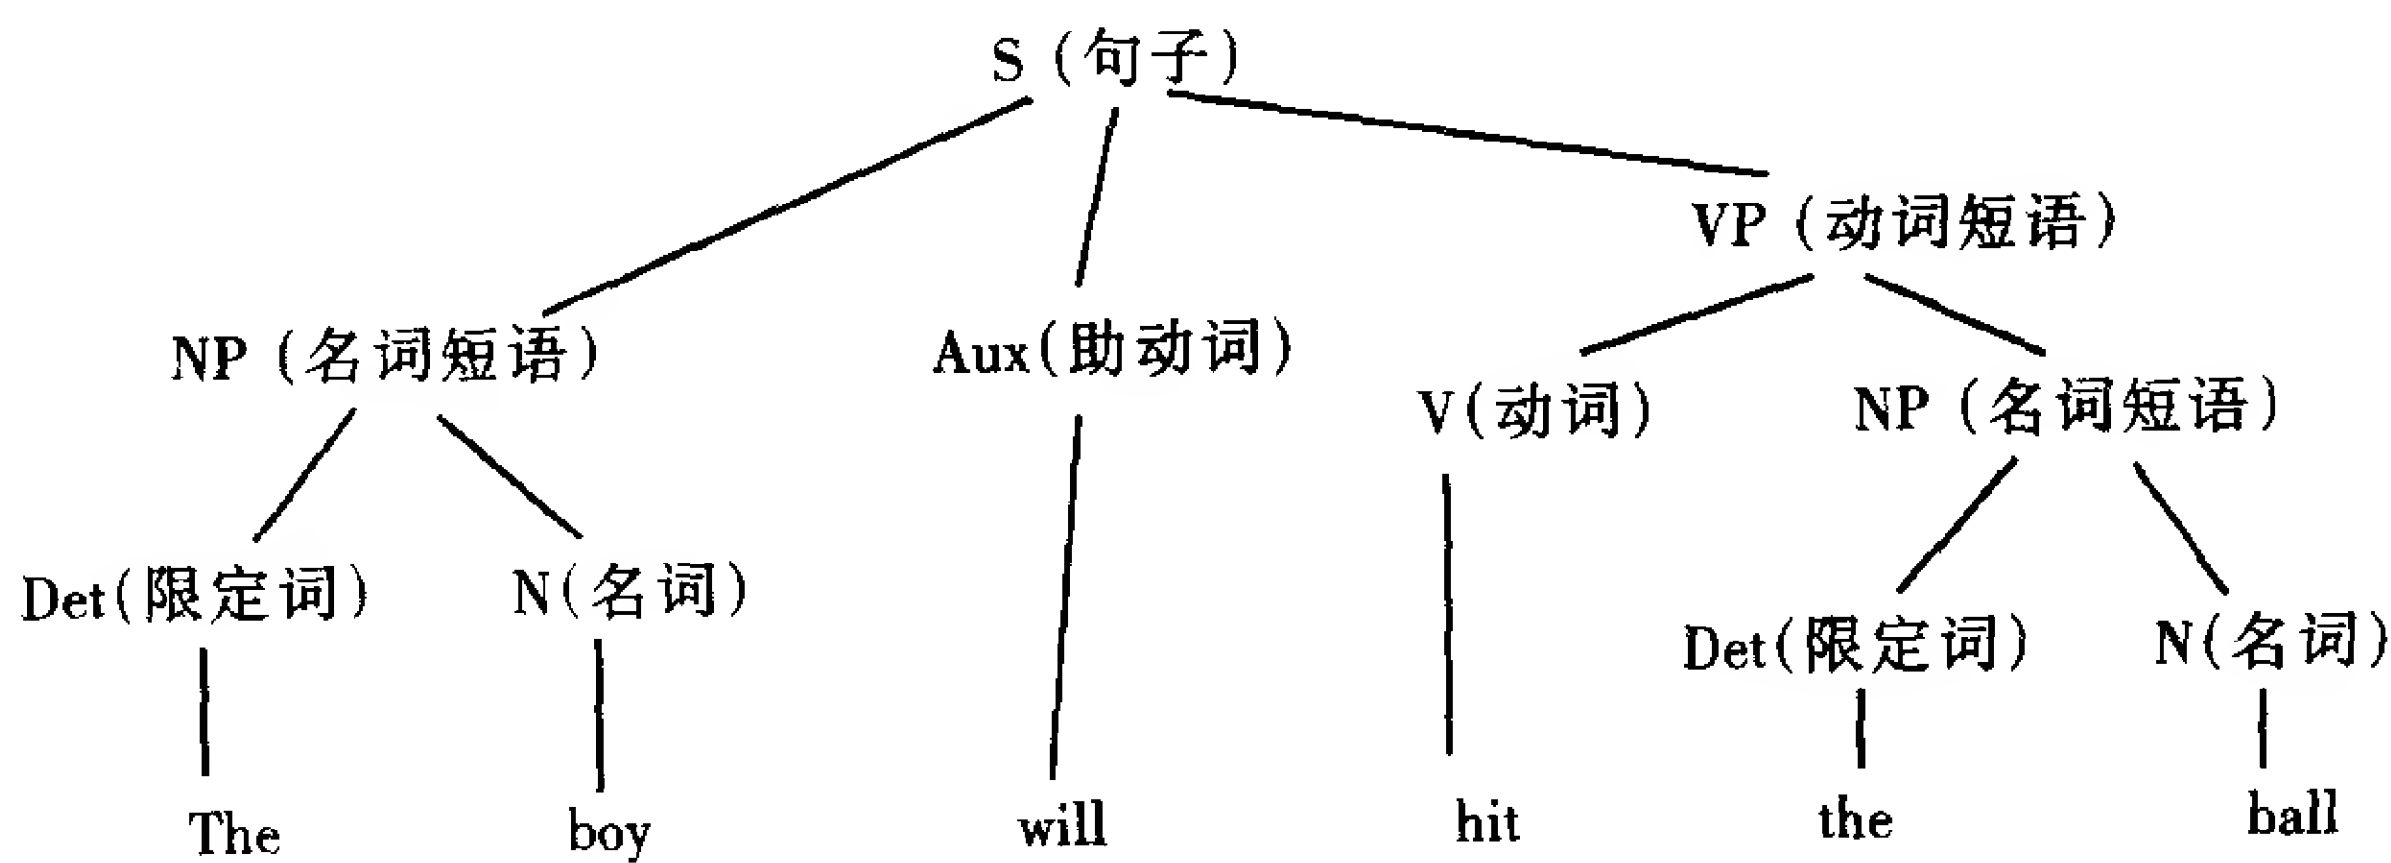 S (句子)
VP (动词短语)
NP (名词短语) Aux(助动词)
V(动词) NP (名词短语)
Det(限定词) N(名词)
Det(限定词) N(名词)
The boy will hit the ball